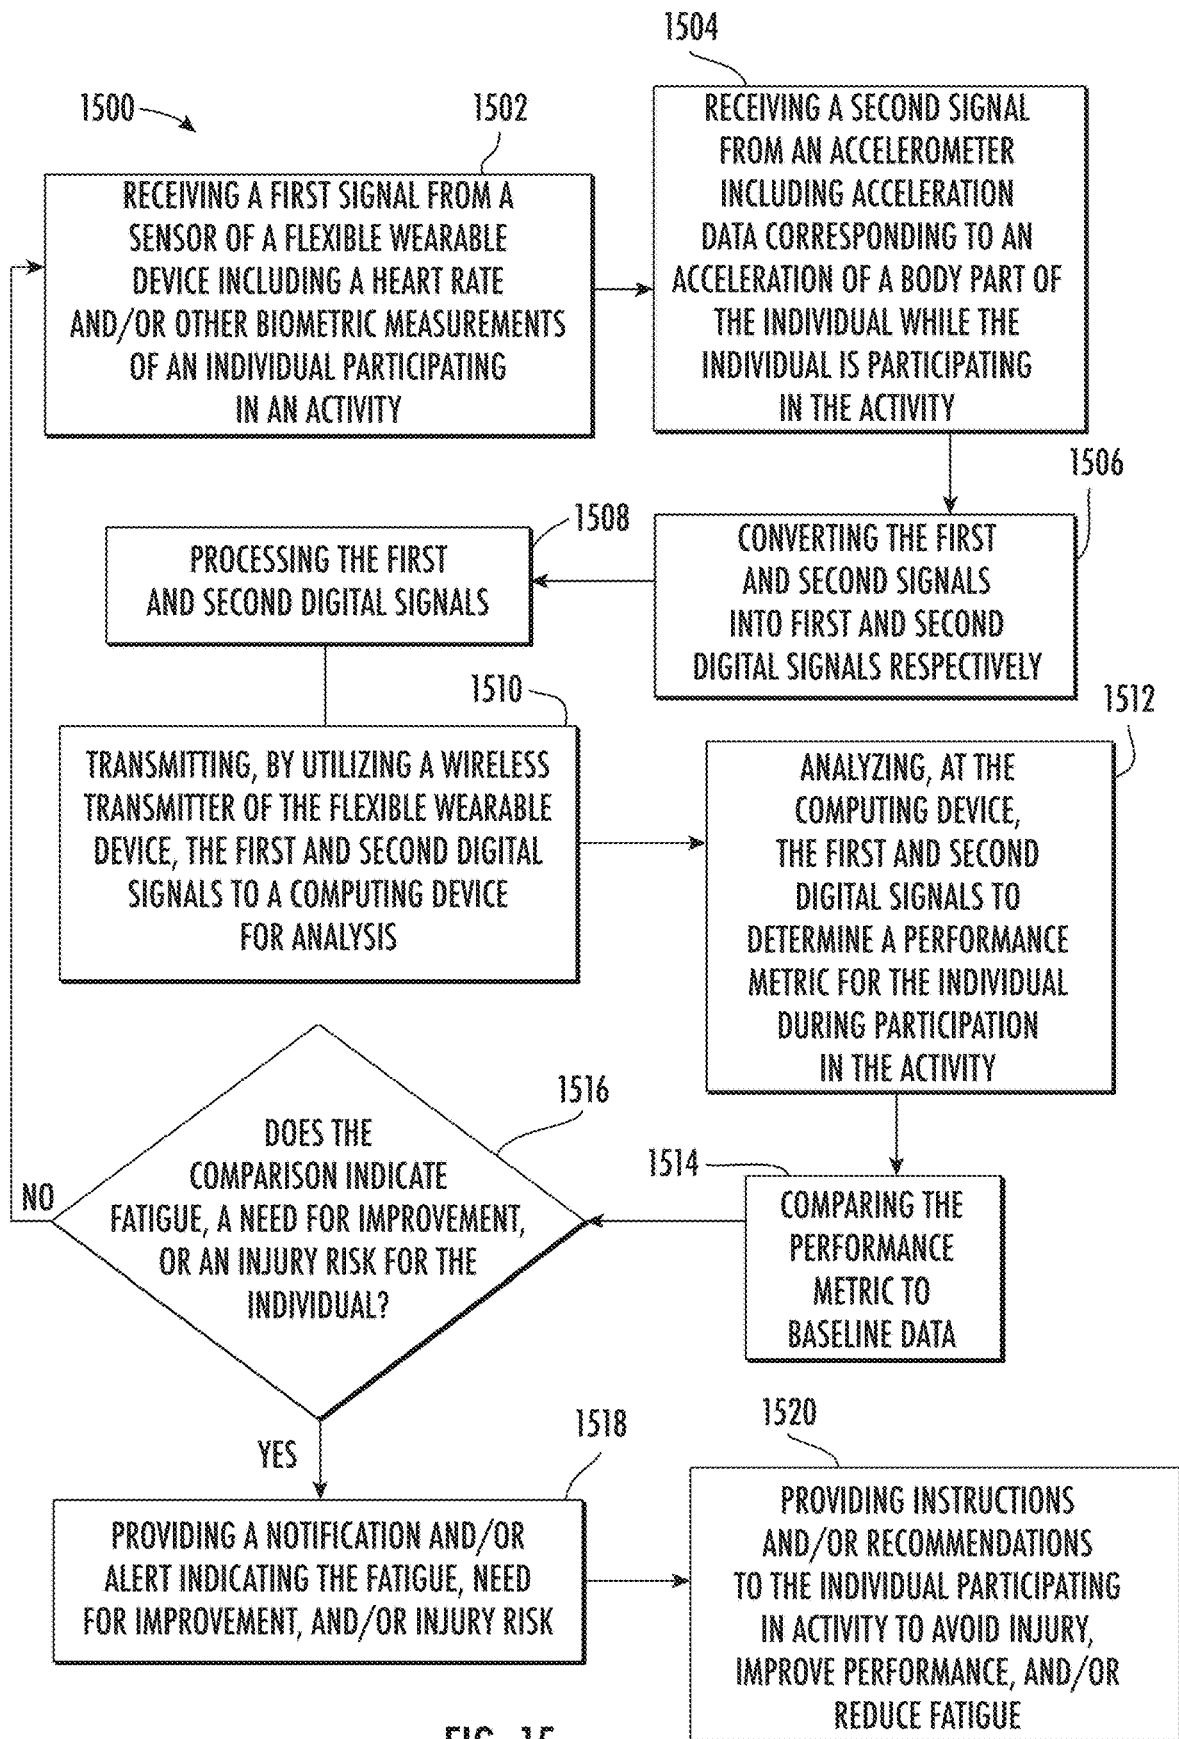 1500
1502
RECEIVING A FIRST SIGNAL FROM A
SENSOR OF A FLEXIBLE WEARABLE
DEVICE INCLUDING A HEART RATE
AND/OR OTHER BIOMETRIC MEASUREMENTS
OF AN INDIVIDUAL PARTICIPATING
IN AN ACTIVITY
1504
RECEIVING A SECOND SIGNAL
FROM AN ACCELEROMETER
INCLUDING ACCELERATION
DATA CORRESPONDING TO AN
ACCELERATION OF A BODY PART OF
THE INDIVIDUAL WHILE THE
INDIVIDUAL IS PARTICIPATING
IN THE ACTIVITY
1506
CONVERTING THE FIRST
AND SECOND SIGNALS
INTO FIRST AND SECOND
DIGITAL SIGNALS RESPECTIVELY
1508
PROCESSING THE FIRST
AND SECOND DIGITAL SIGNALS
1510
TRANSMITTING, BY UTILIZING A WIRELESS
TRANSMITTER OF THE FLEXIBLE WEARABLE
DEVICE, THE FIRST AND SECOND DIGITAL
SIGNALS TO A COMPUTING DEVICE
FOR ANALYSIS
1512
ANALYZING, AT THE
COMPUTING DEVICE,
THE FIRST AND SECOND
DIGITAL SIGNALS TO
DETERMINE A PERFORMANCE
METRIC FOR THE INDIVIDUAL
DURING PARTICIPATION
IN THE ACTIVITY
1514
COMPARING THE
PERFORMANCE
METRIC TO
BASELINE DATA
1516
DOES THE
COMPARISON INDICATE
FATIGUE, A NEED FOR IMPROVEMENT,
OR AN INJURY RISK FOR THE
INDIVIDUAL?
NO
YES
1518
PROVIDING A NOTIFICATION AND/OR
ALERT INDICATING THE FATIGUE, NEED
FOR IMPROVEMENT, AND/OR INJURY RISK
1520
PROVIDING INSTRUCTIONS
AND/OR RECOMMENDATIONS
TO THE INDIVIDUAL PARTICIPATING
IN ACTIVITY TO AVOID INJURY,
IMPROVE PERFORMANCE, AND/OR
REDUCE FATIGUE
FIG. 15